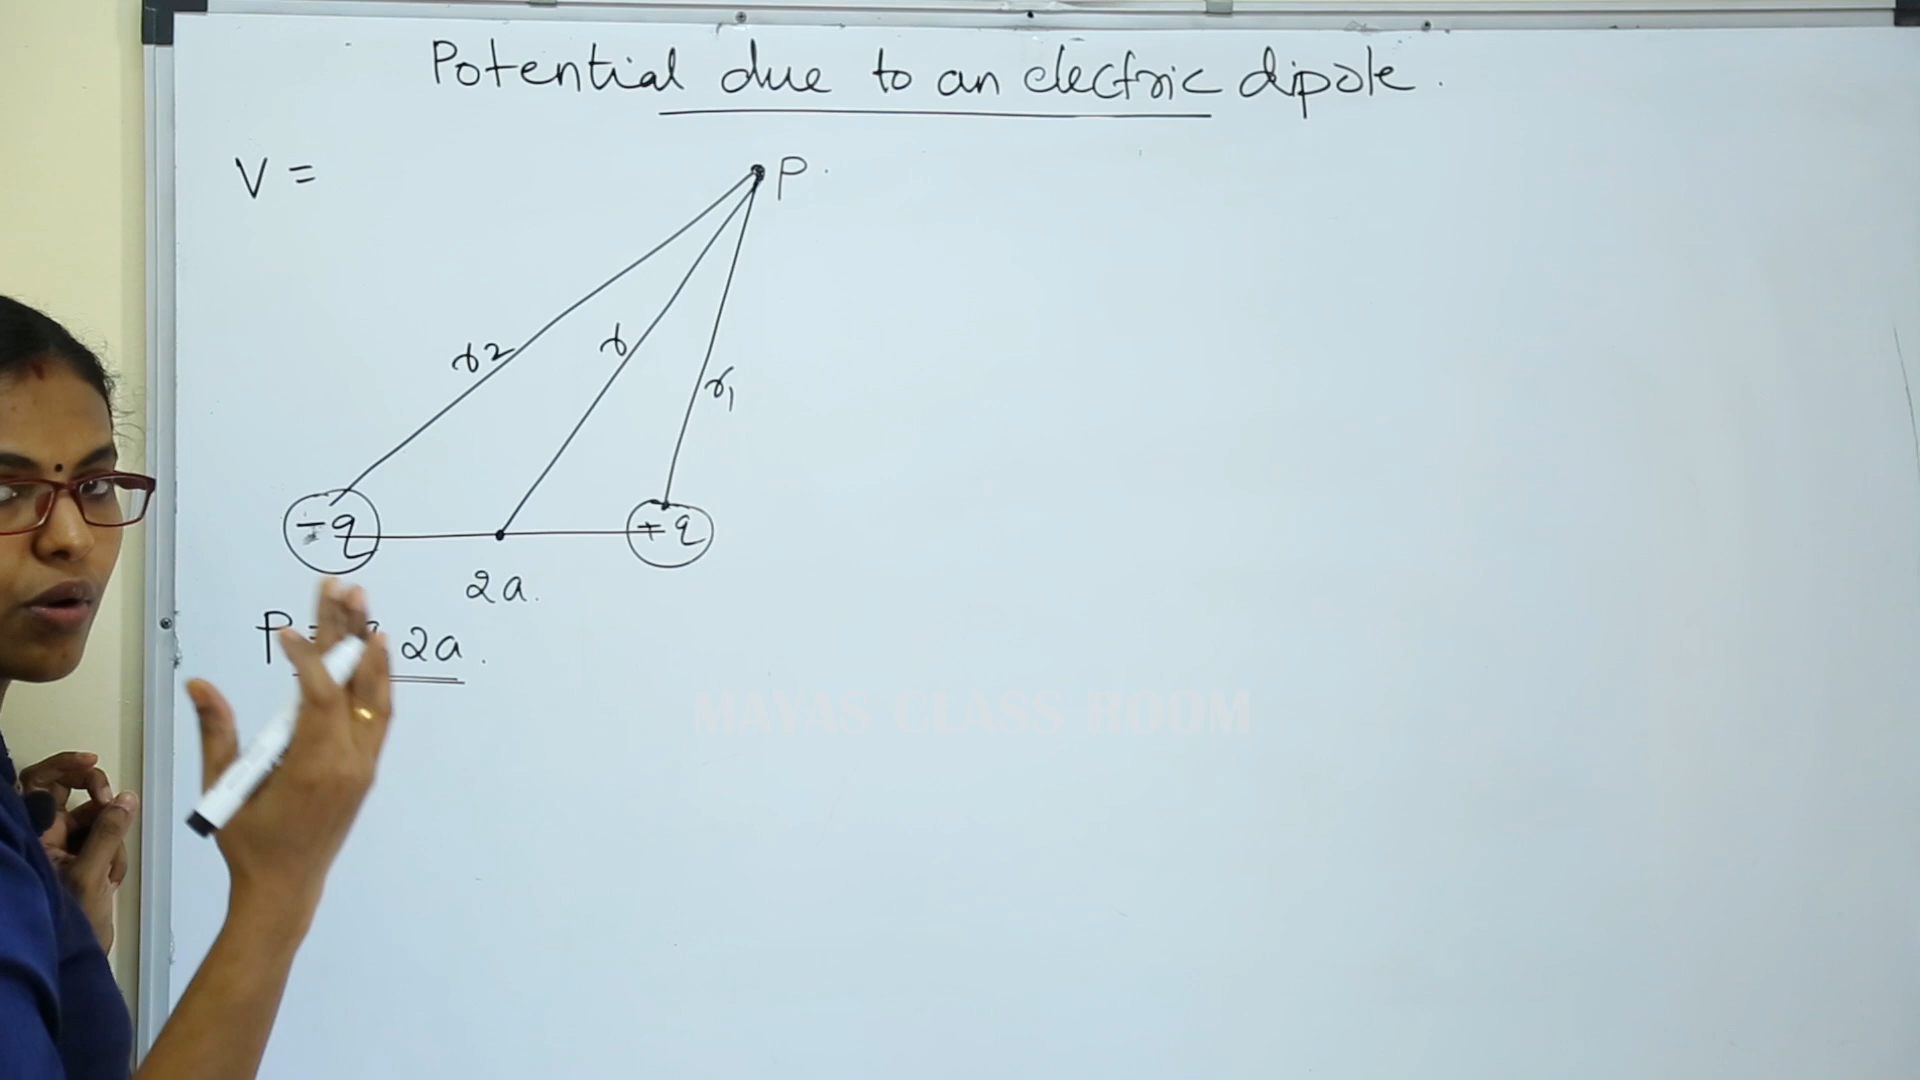 Potential due to an electric dipole.
V =
P.
r2
r
r1
-q
+q
2a.
P = 2a.
MAYAS CLASS ROOM